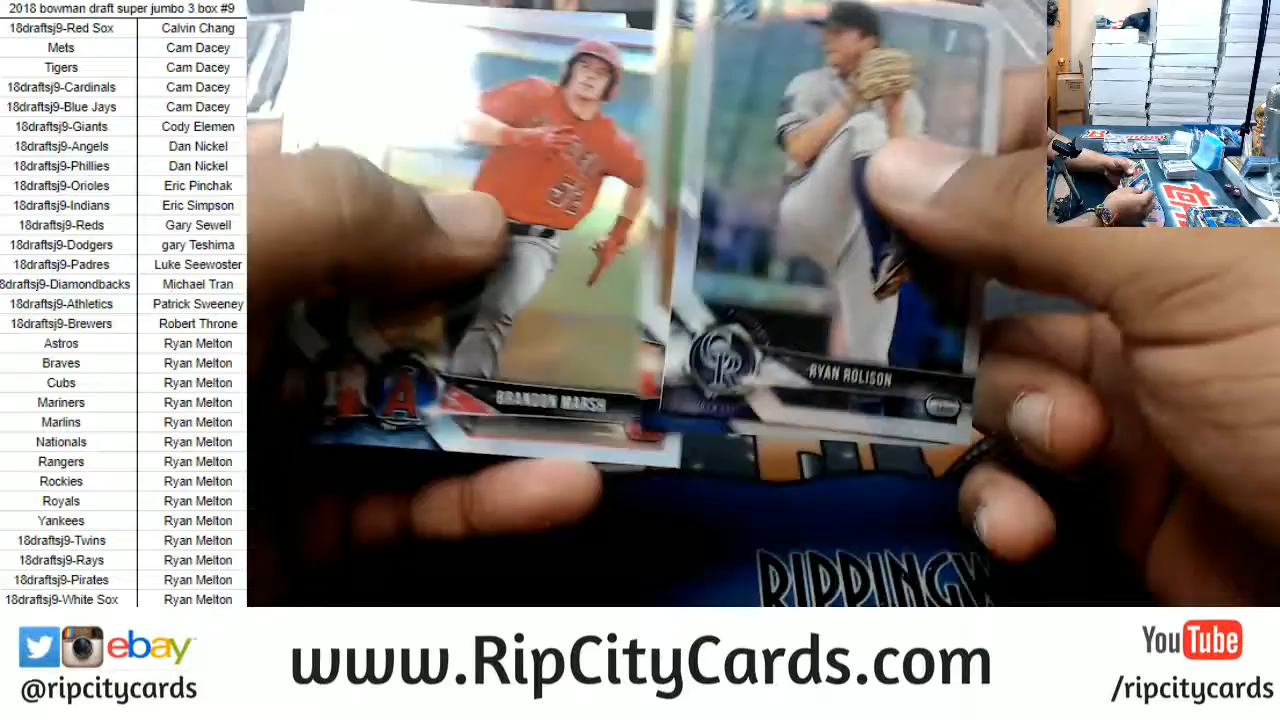 2018 bowman draft super jumbo 3 box #9
18draftsj9-Red Sox Calvin Chang
Mets Cam Dacey
Tigers Cam Dacey
18draftsj9-Cardinals Cam Dacey
18draftsj9-Blue Jays Cam Dacey
18draftsj9-Giants Cody Elemen
18draftsj9-Angels Dan Nickel
18draftsj9-Phillies Dan Nickel
18draftsj9-Orioles Eric Pinchak
18draftsj9-Indians Eric Simpson
18draftsj9-Reds Gary Sewell
18draftsj9-Dodgers gary Teshima
18draftsj9-Padres Luke Seewoster
8draftsj9-Diamondbacks Michael Tran
18draftsj9-Athletics Patrick Sweeney
18draftsj9-Brewers Robert Throne
Astros Ryan Melton
Braves Ryan Melton
Cubs Ryan Melton
Mariners Ryan Melton
Marlins Ryan Melton
Nationals Ryan Melton
Rangers Ryan Melton
Rockies Ryan Melton
Royals Ryan Melton
Yankees Ryan Melton
18draftsj9-Twins Ryan Melton
18draftsj9-Rays Ryan Melton
18draftsj9-Pirates Ryan Melton
18draftsj9-White Sox Ryan Melton
BRANDON MARSH
A
RYAN ROLISON
CR
RIPPINGW
ebay
@ripcitycards
www.RipCityCards.com
YouTube
/ripcitycards